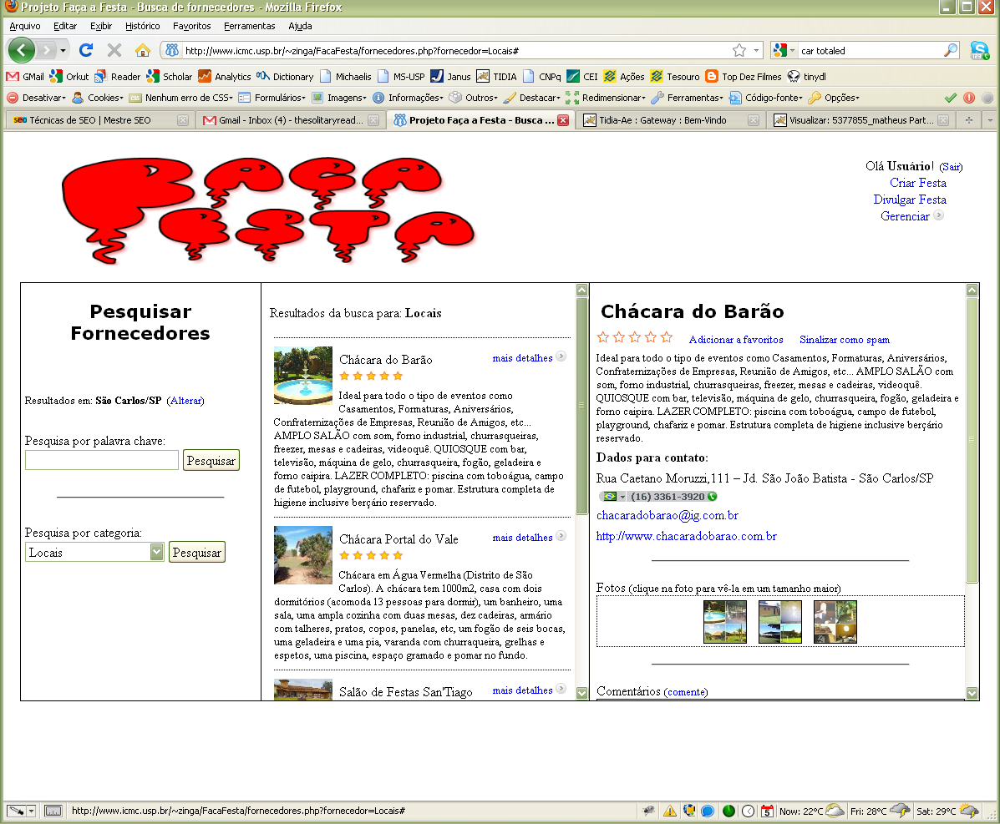 Projeto Faça a Festa - Busca de fornecedores - Mozilla Firefox
Arquivo Editar Exibir Histórico Favoritos Ferramentas Ajuda
http://www.icmc.usp.br/~zinga/FacaFesta/fornecedores.php?fornecedor=Locais# car totaled
GMail Orkut Reader Scholar Analytics Dictionary Michaelis MS-USP Janus TIDIA CNPq CEI Ações Tesouro Top Dez Filmes tinydl
Desativar Cookies Nenhum erro de CSS Formulários Imagens Informações Outros Destacar Redimensionar Ferramentas Código-fonte Opções
seo Técnicas de SEO | Mestre SEO Gmail - Inbox (4) - thesolitaryread... Projeto Faça a Festa - Busca ... Tidia-Ae : Gateway : Bem-Vindo Visualizar: 5377855_matheus Part...
FAÇA
FESTA
Olá Usuário! (Sair)
Criar Festa
Divulgar Festa
Gerenciar
Pesquisar
Fornecedores
Resultados em: São Carlos/SP (Alterar)
Pesquisa por palavra chave:
Pesquisar
Pesquisa por categoria:
Locais Pesquisar
Resultados da busca para: Locais
Chácara do Barão mais detalhes
Ideal para todo o tipo de eventos como
Casamentos, Formaturas, Aniversários,
Confraternizações de Empresas, Reunião de Amigos, etc...
AMPLO SALÃO com som, forno industrial, churrasqueiras,
freezer, mesas e cadeiras, videoquê. QUIOSQUE com bar,
televisão, máquina de gelo, churrasqueira, fogão, geladeira e
forno caipira. LAZER COMPLETO: piscina com toboágua, campo
de futebol, playground, chafariz e pomar. Estrutura completa de
higiene inclusive berçário reservado.
Chácara Portal do Vale mais detalhes
Chácara em Água Vermelha (Distrito de São
Carlos). A chácara tem 1000m2, casa com dois
dormitórios (acomoda 13 pessoas para dormir), um banheiro, uma
sala, uma ampla cozinha com duas mesas, dez cadeiras, armário
com talheres, pratos, copos, panelas, etc, um fogão de seis bocas,
uma geladeira e uma pia, varanda com churraqueira, grelhas e
espetos, uma piscina, espaço gramado e pomar no fundo.
Salão de Festas San'Tiago mais detalhes
Chácara do Barão
Adicionar a favoritos Sinalizar como spam
Ideal para todo o tipo de eventos como Casamentos, Formaturas, Aniversários,
Confraternizações de Empresas, Reunião de Amigos, etc... AMPLO SALÃO com
som, forno industrial, churrasqueiras, freezer, mesas e cadeiras, videoquê.
QUIOSQUE com bar, televisão, máquina de gelo, churrasqueira, fogão, geladeira e
forno caipira. LAZER COMPLETO: piscina com toboágua, campo de futebol,
playground, chafariz e pomar. Estrutura completa de higiene inclusive berçário
reservado.
Dados para contato:
Rua Caetano Moruzzi,111 – Jd. São João Batista - São Carlos/SP
(16) 3361-3920
chacaradobarao@ig.com.br
http://www.chacaradobarao.com.br
Fotos (clique na foto para vê-la em um tamanho maior)
Comentários (comente)
http://www.icmc.usp.br/~zinga/FacaFesta/fornecedores.php?fornecedor=Locais# 5 Now: 22°C Fri: 28°C Sat: 29°C